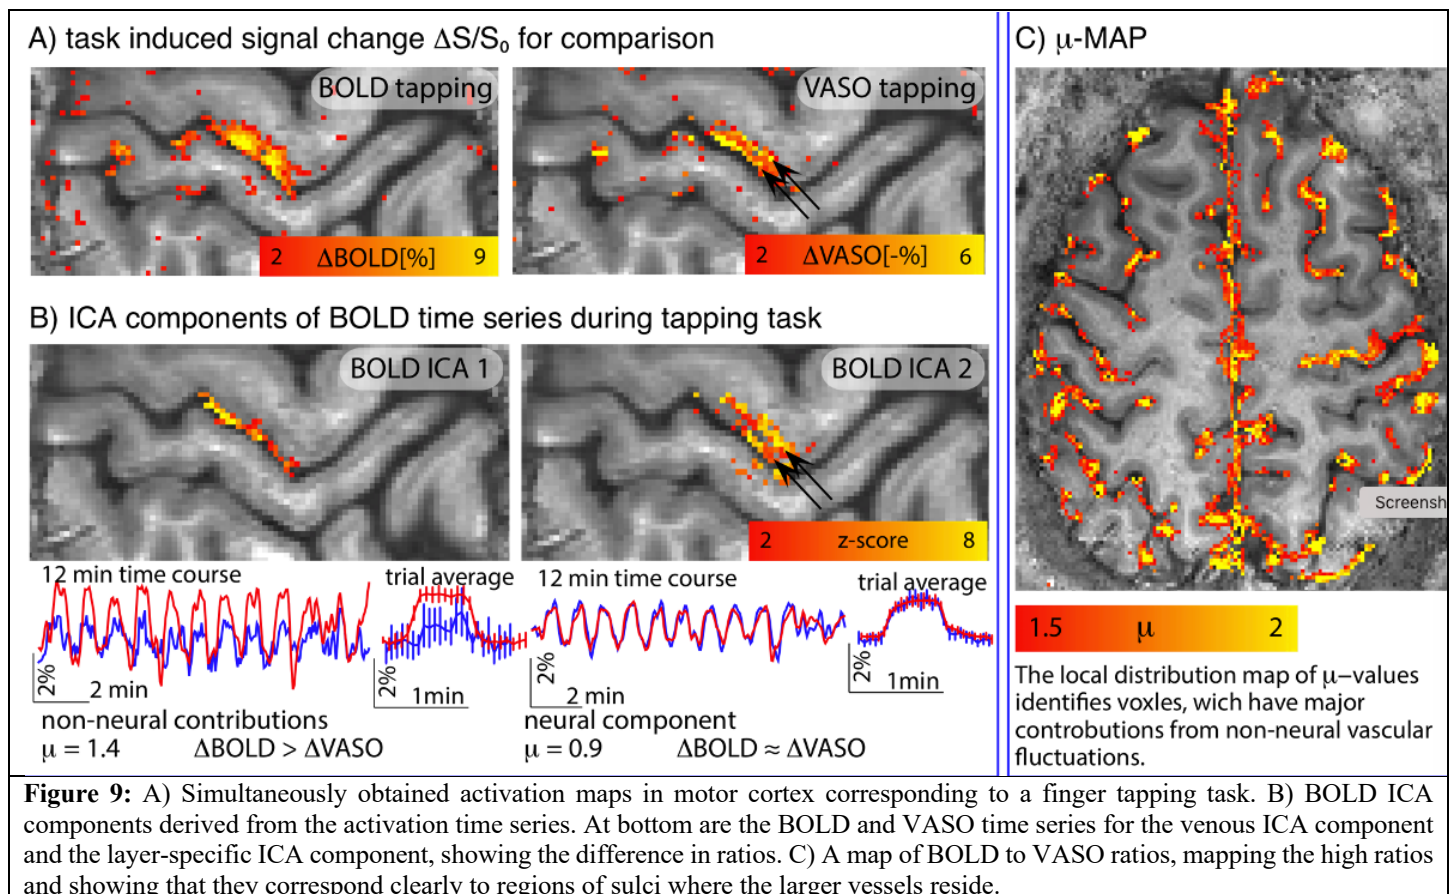 A) task induced signal change ΔS/S₀ for comparison
BOLD tapping
2 ΔBOLD[%] 9
VASO tapping
2 ΔVASO[-%] 6
B) ICA components of BOLD time series during tapping task
BOLD ICA 1
BOLD ICA 2
2 z-score 8
12 min time course
trial average
2%
2 min
2%
1min
non-neural contributions
μ = 1.4 ΔBOLD > ΔVASO
12 min time course
trial average
2%
2 min
2%
1min
neural component
μ = 0.9 ΔBOLD ≈ ΔVASO
C) μ-MAP
Screensh
1.5 μ 2
The local distribution map of μ–values
identifies voxles, wich have major
controbutions from non-neural vascular
fluctuations.
Figure 9: A) Simultaneously obtained activation maps in motor cortex corresponding to a finger tapping task. B) BOLD ICA
components derived from the activation time series. At bottom are the BOLD and VASO time series for the venous ICA component
and the layer-specific ICA component, showing the difference in ratios. C) A map of BOLD to VASO ratios, mapping the high ratios
and showing that they correspond clearly to regions of sulci where the larger vessels reside.